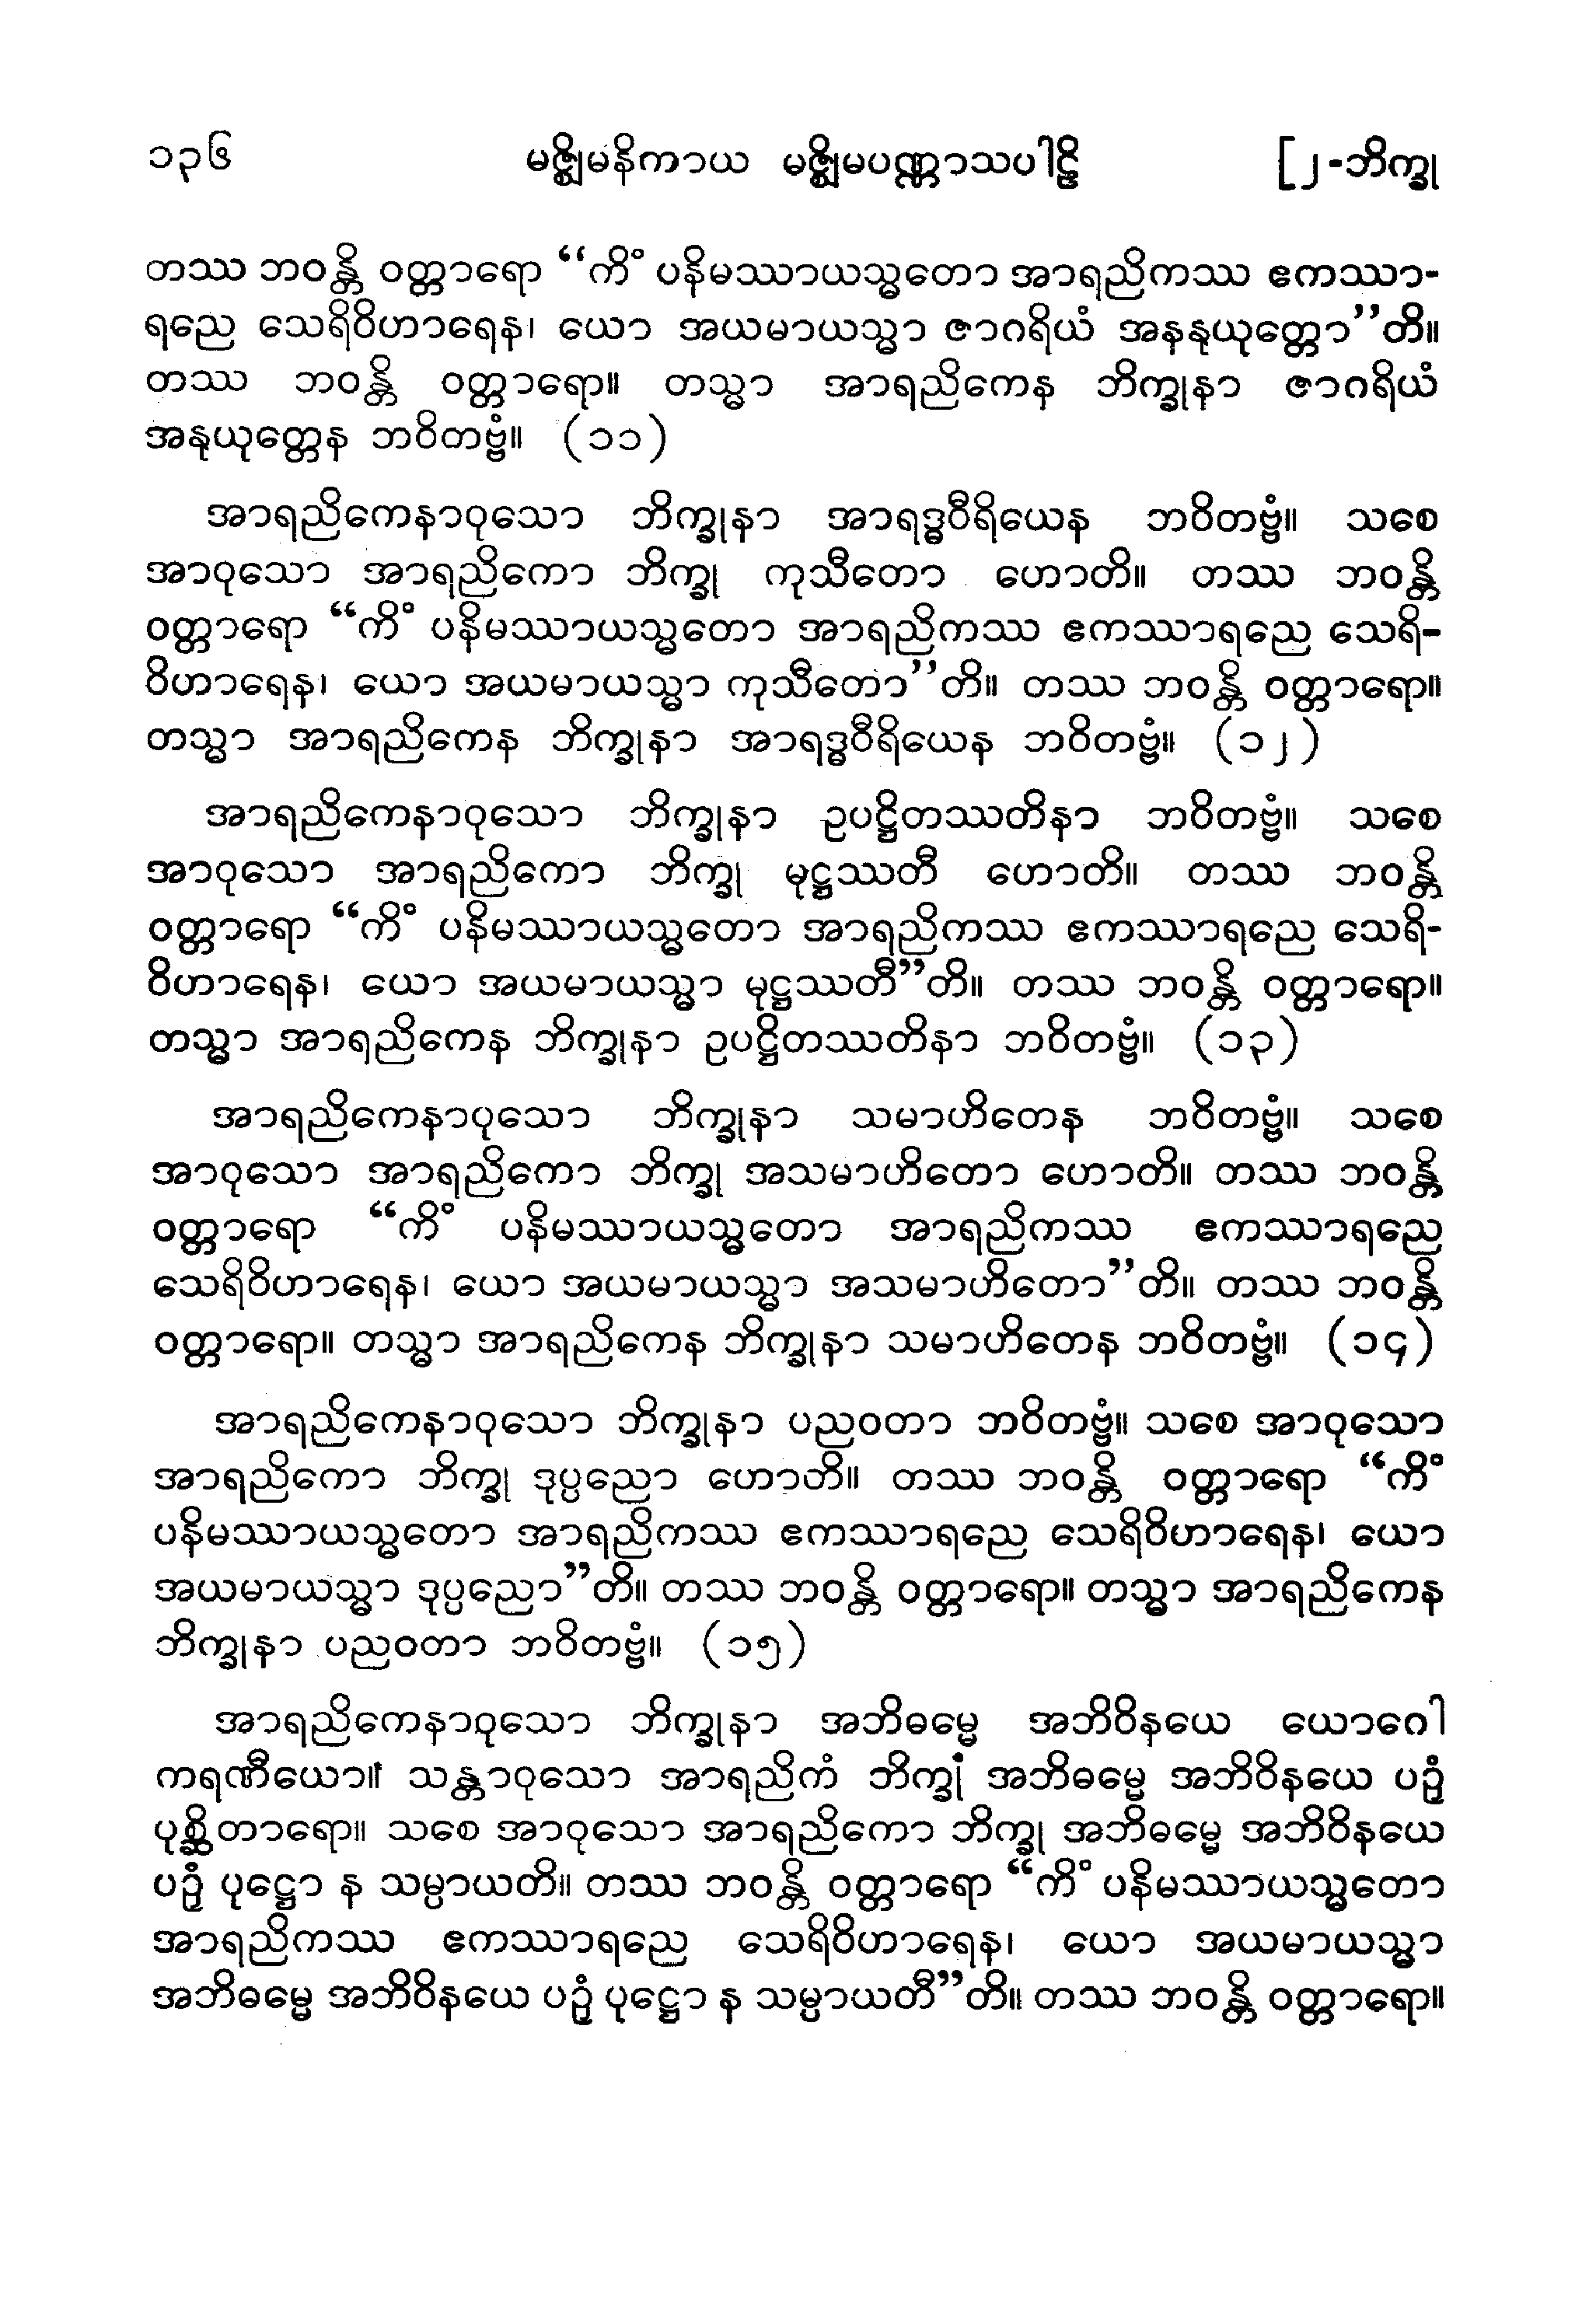 ၁၃၆ မဇ္ဈိမနိကာယ မဇ္ဈိမပဏ္ဏာသပါဠိ [၂-ဘိက္ခု
တဿ ဘဝန္တိ ဝတ္တာရော “ကိံ ပနိမဿာယသ္မတော အာရညိကဿ ဧကဿာ-
ရညေ သေရိဝိဟာရေန၊ ယော အယမာယသ္မာ ဇာဂရိယံ အနနုယုတ္တော”တိ။
တဿ ဘဝန္တိ ဝတ္တာရော။ တသ္မာ အာရညိကေန ဘိက္ခုနာ ဇာဂရိယံ
အနုယုတ္တေန ဘဝိတဗ္ဗံ။ (၁၁)
အာရညိကေနာဝုသော ဘိက္ခုနာ အာရဒ္ဓဝီရိယေန ဘဝိတဗ္ဗံ။ သစေ
အာဝုသော အာရညိကော ဘိက္ခု ကုသီတော ဟောတိ။ တဿ ဘဝန္တိ
ဝတ္တာရော “ကိံ ပနိမဿာယသ္မတော အာရညိကဿ ဧကဿာရညေ သေရိ-
ဝိဟာရေန၊ ယော အယမာယသ္မာ ကုသီတော”တိ။ တဿ ဘဝန္တိ ဝတ္တာရော။
တသ္မာ အာရညိကေန ဘိက္ခုနာ အာရဒ္ဓဝီရိယေန ဘဝိတဗ္ဗံ။ (၁၂)
အာရညိကေနာဝုသော ဘိက္ခုနာ ဥပဋ္ဌိတဿတိနာ ဘဝိတဗ္ဗံ။ သစေ
အာဝုသော အာရညိကော ဘိက္ခု မုဋ္ဌဿတီ ဟောတိ။ တဿ ဘဝန္တိ
ဝတ္တာရော “ကိံ ပနိမဿာယသ္မတော အာရညိကဿ ဧကဿာရညေ သေရိ-
ဝိဟာရေန၊ ယော အယမာယသ္မာ မုဋ္ဌဿတီ”တိ။ တဿ ဘဝန္တိ ဝတ္တာရော။
တသ္မာ အာရညိကေန ဘိက္ခုနာ ဥပဋ္ဌိတဿတိနာ ဘဝိတဗ္ဗံ။ (၁၃)
အာရညိကေနာဝုသော ဘိက္ခုနာ သမာဟိတေန ဘဝိတဗ္ဗံ။ သစေ
အာဝုသော အာရညိကော ဘိက္ခု အသမာဟိတော ဟောတိ။ တဿ ဘဝန္တိ
ဝတ္တာရော “ကိံ ပနိမဿာယသ္မတော အာရညိကဿ ဧကဿာရညေ
သေရိဝိဟာရေန၊ ယော အယမာယသ္မာ အသမာဟိတော”တိ။ တဿ ဘဝန္တိ
ဝတ္တာရော။ တသ္မာ အာရညိကေန ဘိက္ခုနာ သမာဟိတေန ဘဝိတဗ္ဗံ။ (၁၄)
အာရညိကေနာဝုသော ဘိက္ခုနာ ပညဝတာ ဘဝိတဗ္ဗံ။ သစေ အာဝုသော
အာရညိကော ဘိက္ခု ဒုပ္ပညော ဟောတိ။ တဿ ဘဝန္တိ ဝတ္တာရော “ကိံ
ပနိမဿာယသ္မတော အာရညိကဿ ဧကဿာရညေ သေရိဝိဟာရေန၊ ယော
အယမာယသ္မာ ဒုပ္ပညော”တိ။ တဿ ဘဝန္တိ ဝတ္တာရော။ တသ္မာ အာရညိကေန
ဘိက္ခုနာ ပညဝတာ ဘဝိတဗ္ဗံ။ (၁၅)
အာရညိကေနာဝုသော ဘိက္ခုနာ အဘိဓမ္မေ အဘိဝိနယေ ယောဂေါ
ကရဏီယော။ သန္တာဝုသော အာရညိကံ ဘိက္ခုံ အဘိဓမ္မေ အဘိဝိနယေ ပဉှံ
ပုစ္ဆိတာရော။ သစေ အာဝုသော အာရညိကော ဘိက္ခု အဘိဓမ္မေ အဘိဝိနယေ
ပဉှံ ပုဋ္ဌော န သမ္ပာယတိ။ တဿ ဘဝန္တိ ဝတ္တာရော “ကိံ ပနိမဿာယသ္မတော
အာရညိကဿ ဧကဿာရညေ သေရိဝိဟာရေန၊ ယော အယမာယသ္မာ
အဘိဓမ္မေ အဘိဝိနယေ ပဉှံ ပုဋ္ဌော န သမ္ပာယတီ”တိ။ တဿ ဘဝန္တိ ဝတ္တာရော။